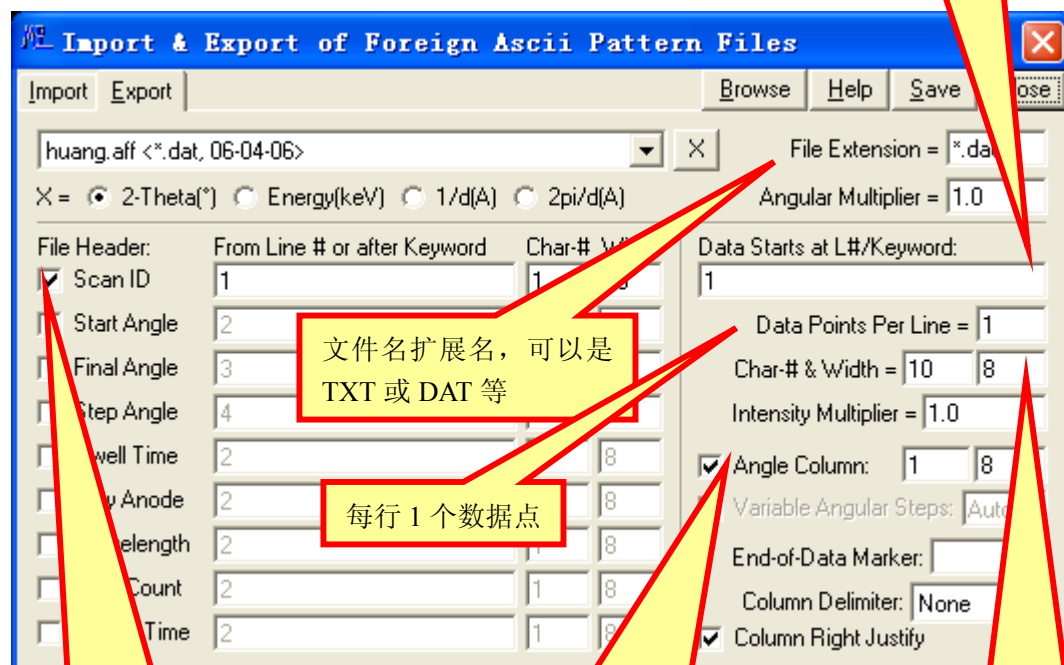 Import & Export of Foreign Ascii Pattern Files
Import Export Browse Help Save
huang.aff <*.dat, 06-04-06> X File Extension =
X = 2-Theta(°) Energy(keV) 1/d(A) 2pi/d(A) Angular Multiplier = 1.0
File Header: From Line # or after Keyword Char-# Data Starts at L#/Keyword:
Scan ID 1 1 1
Start Angle 2 Data Points Per Line = 1
Final Angle 3 Char-# & Width = 10 8
Step Angle 4 Intensity Multiplier = 1.0
文件名扩展名，可以是
TXT 或 DAT 等
2 8 Angle Column: 1 8
Anode 2 8 Variable Angular Steps:
每行 1 个数据点
2 8 End-of-Data Marker:
Count 2 1 8 Column Delimiter: None
Time 2 1 8 Column Right Justify